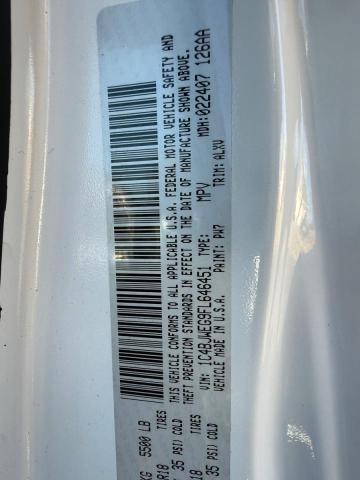 THIS VEHICLE CONFORMS TO ALL APPLICABLE U.S.A. FEDERAL MOTOR VEHICLE SAFETY AND
THEFT PREVENTION STANDARDS IN EFFECT ON THE DATE OF MANUFACTURE SHOWN ABOVE.
VIN: 1C4BJWEG9FL646451 TYPE: MPV MDH:022407 126AA
VEHICLE MADE IN U.S.A. PAINT: PW7 TRIM: ALXV
KG 5500 LB
R18 TIRES
35 PSI/ COLD
TIRES
18
35 PSI/ COLD